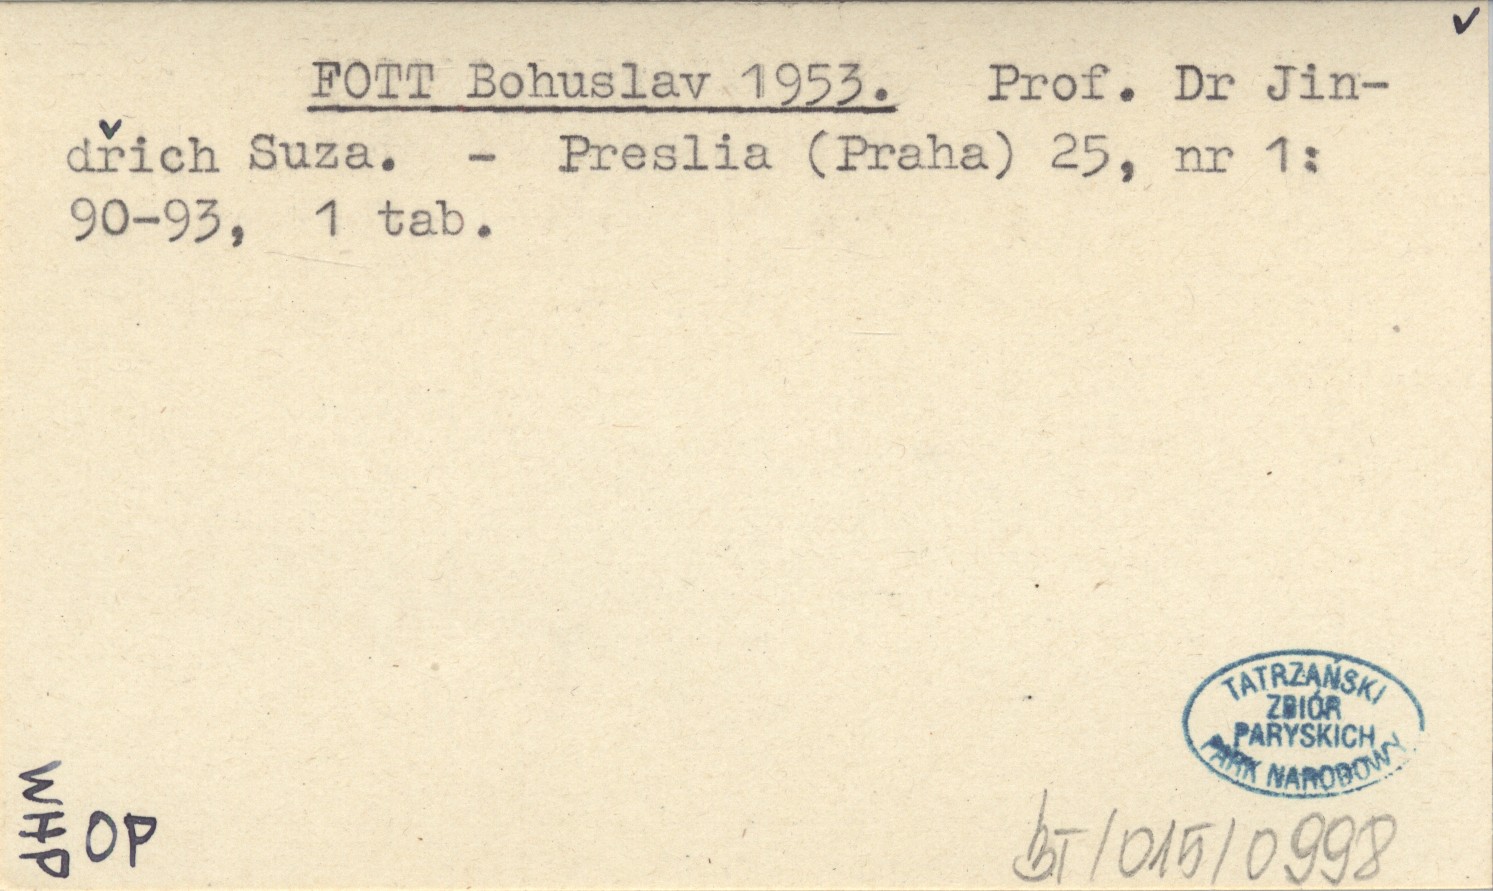 ✓
FOTT Bohuslav 1953. Prof. Dr Jin-
dřich Suza. - Preslia (Praha) 25, nr 1:
90-93, 1 tab.
TATRZAŃSKI
ZBIÓR
PARYSKICH
PARK NARODOWY
WHP
OP
BT/015/0998